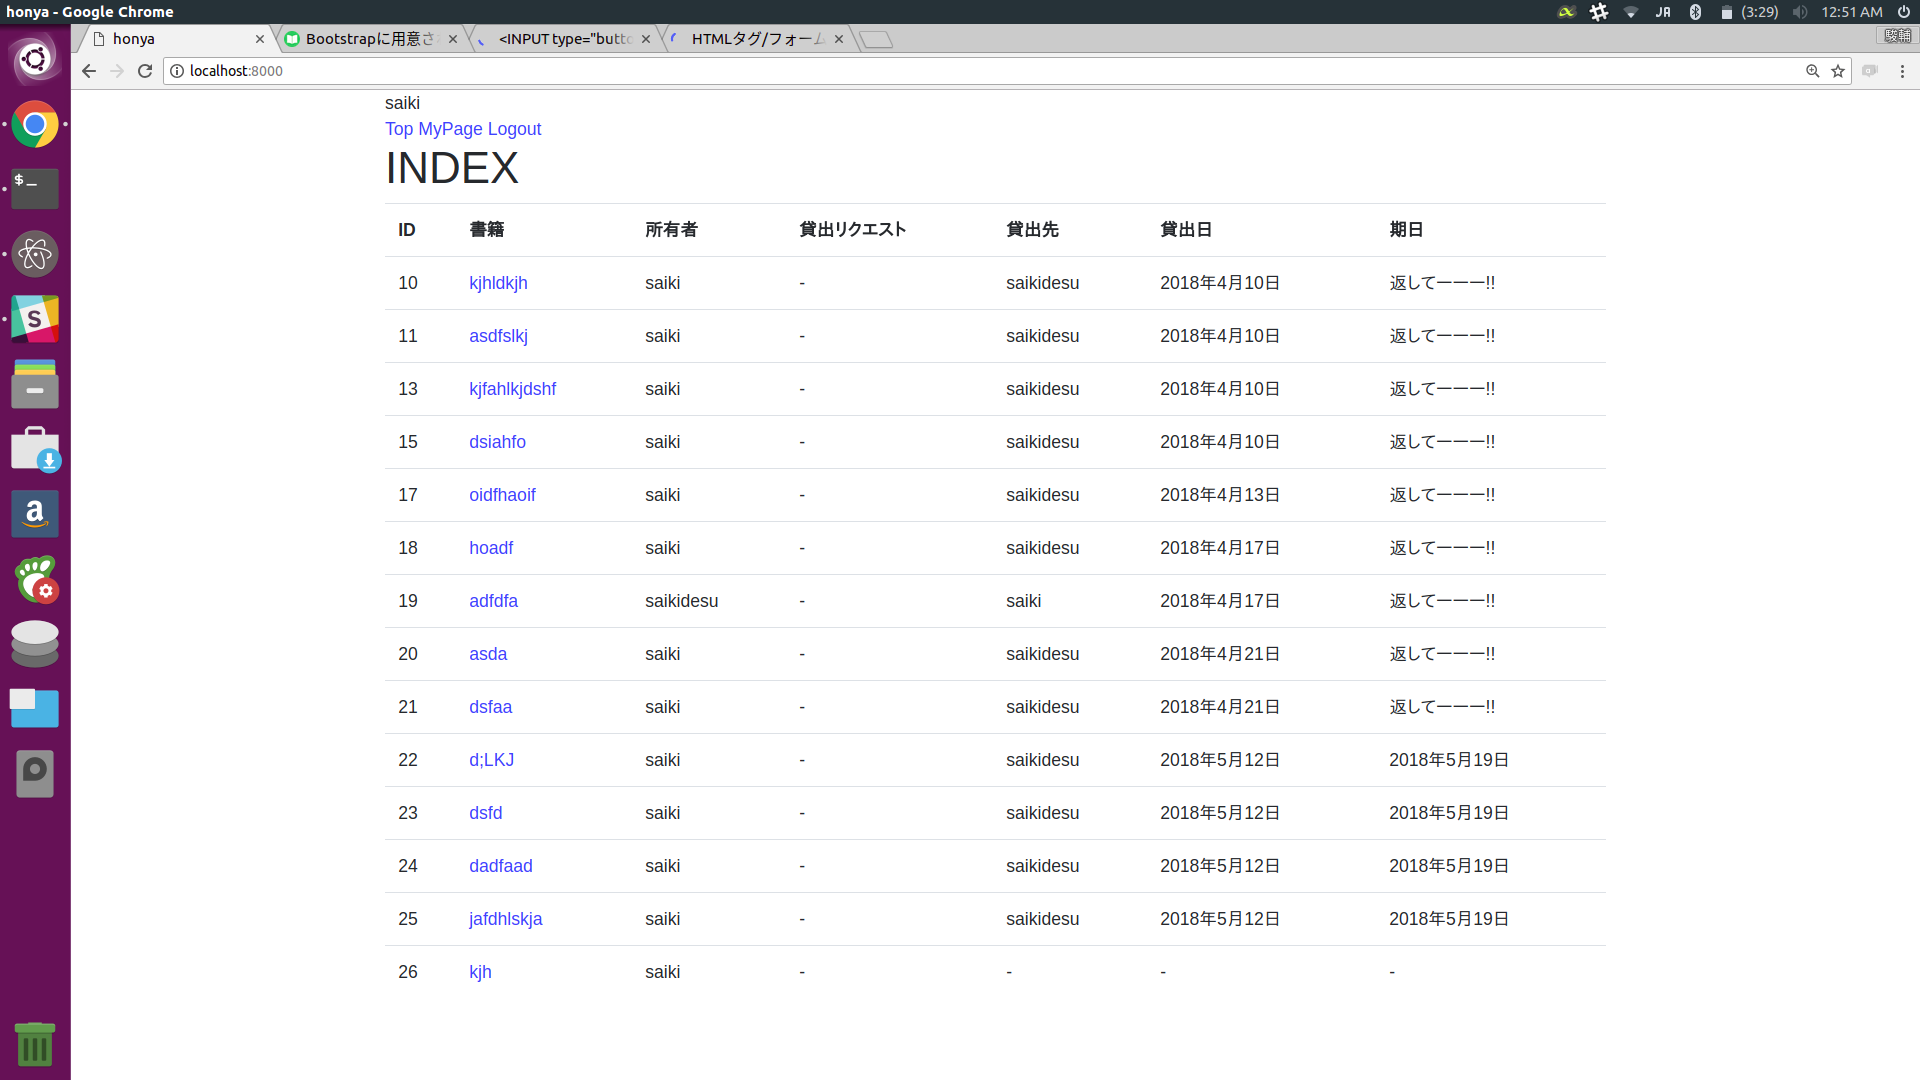 honya - Google Chrome
JA (3:29) 12:51 AM
honya
Bootstrapに用意さ
<INPUT type="butto
HTMLタグ/フォーム
駿輔
localhost:8000
saiki
Top MyPage Logout
INDEX
ID 書籍 所有者 貸出リクエスト 貸出先 貸出日 期日
10 kjhldkjh saiki - saikidesu 2018年4月10日 返してーーー!!
11 asdfslkj saiki - saikidesu 2018年4月10日 返してーーー!!
13 kjfahlkjdshf saiki - saikidesu 2018年4月10日 返してーーー!!
15 dsiahfo saiki - saikidesu 2018年4月10日 返してーーー!!
17 oidfhaoif saiki - saikidesu 2018年4月13日 返してーーー!!
18 hoadf saiki - saikidesu 2018年4月17日 返してーーー!!
19 adfdfa saikidesu - saiki 2018年4月17日 返してーーー!!
20 asda saiki - saikidesu 2018年4月21日 返してーーー!!
21 dsfaa saiki - saikidesu 2018年4月21日 返してーーー!!
22 d;LKJ saiki - saikidesu 2018年5月12日 2018年5月19日
23 dsfd saiki - saikidesu 2018年5月12日 2018年5月19日
24 dadfaad saiki - saikidesu 2018年5月12日 2018年5月19日
25 jafdhlskja saiki - saikidesu 2018年5月12日 2018年5月19日
26 kjh saiki - - - -